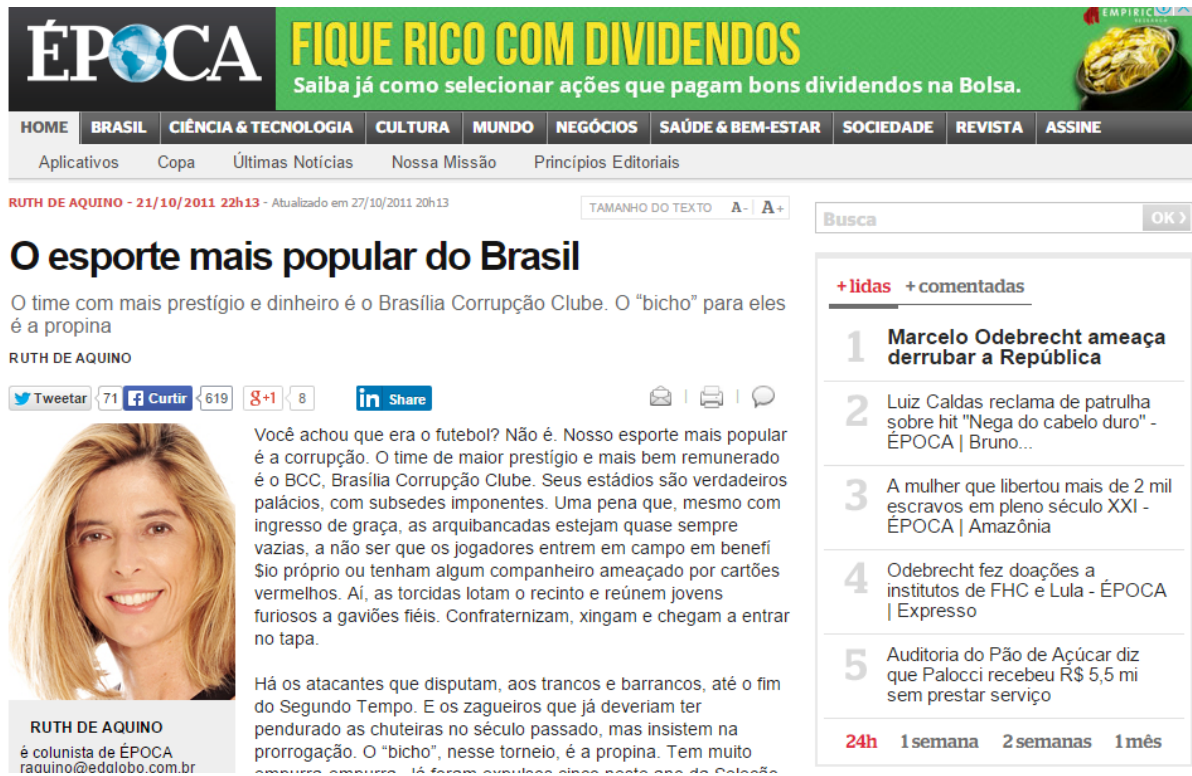 ÉPOCA
FIQUE RICO COM DIVIDENDOS
Saiba já como selecionar ações que pagam bons dividendos na Bolsa.
EMPIRIC
HOME BRASIL CIÊNCIA & TECNOLOGIA CULTURA MUNDO NEGÓCIOS SAÚDE & BEM-ESTAR SOCIEDADE REVISTA ASSINE
Aplicativos Copa Últimas Notícias Nossa Missão Princípios Editoriais
RUTH DE AQUINO - 21/10/2011 22h13 - Atualizado em 27/10/2011 20h13
TAMANHO DO TEXTO A- A+
O esporte mais popular do Brasil
O time com mais prestígio e dinheiro é o Brasília Corrupção Clube. O “bicho” para eles
é a propina
RUTH DE AQUINO
Tweetar 71 Curtir 619 g+1 8 in Share
Você achou que era o futebol? Não é. Nosso esporte mais popular
é a corrupção. O time de maior prestígio e mais bem remunerado
é o BCC, Brasília Corrupção Clube. Seus estádios são verdadeiros
palácios, com subsedes imponentes. Uma pena que, mesmo com
ingresso de graça, as arquibancadas estejam quase sempre
vazias, a não ser que os jogadores entrem em campo em benefí
$io próprio ou tenham algum companheiro ameaçado por cartões
vermelhos. Aí, as torcidas lotam o recinto e reúnem jovens
furiosos a gaviões fiéis. Confraternizam, xingam e chegam a entrar
no tapa.
Há os atacantes que disputam, aos trancos e barrancos, até o fim
do Segundo Tempo. E os zagueiros que já deveriam ter
pendurado as chuteiras no século passado, mas insistem na
prorrogação. O “bicho”, nesse torneio, é a propina. Tem muito
empurra-empurra. Já foram expulsos cinco neste ano da Seleção
RUTH DE AQUINO
é colunista de ÉPOCA
raquino@edglobo.com.br
Busca OK
+lidas +comentadas
1 Marcelo Odebrecht ameaça
derrubar a República
2 Luiz Caldas reclama de patrulha
sobre hit "Nega do cabelo duro" -
ÉPOCA | Bruno...
3 A mulher que libertou mais de 2 mil
escravos em pleno século XXI -
ÉPOCA | Amazônia
4 Odebrecht fez doações a
institutos de FHC e Lula - ÉPOCA
| Expresso
5 Auditoria do Pão de Açúcar diz
que Palocci recebeu R$ 5,5 mi
sem prestar serviço
24h 1 semana 2 semanas 1 mês